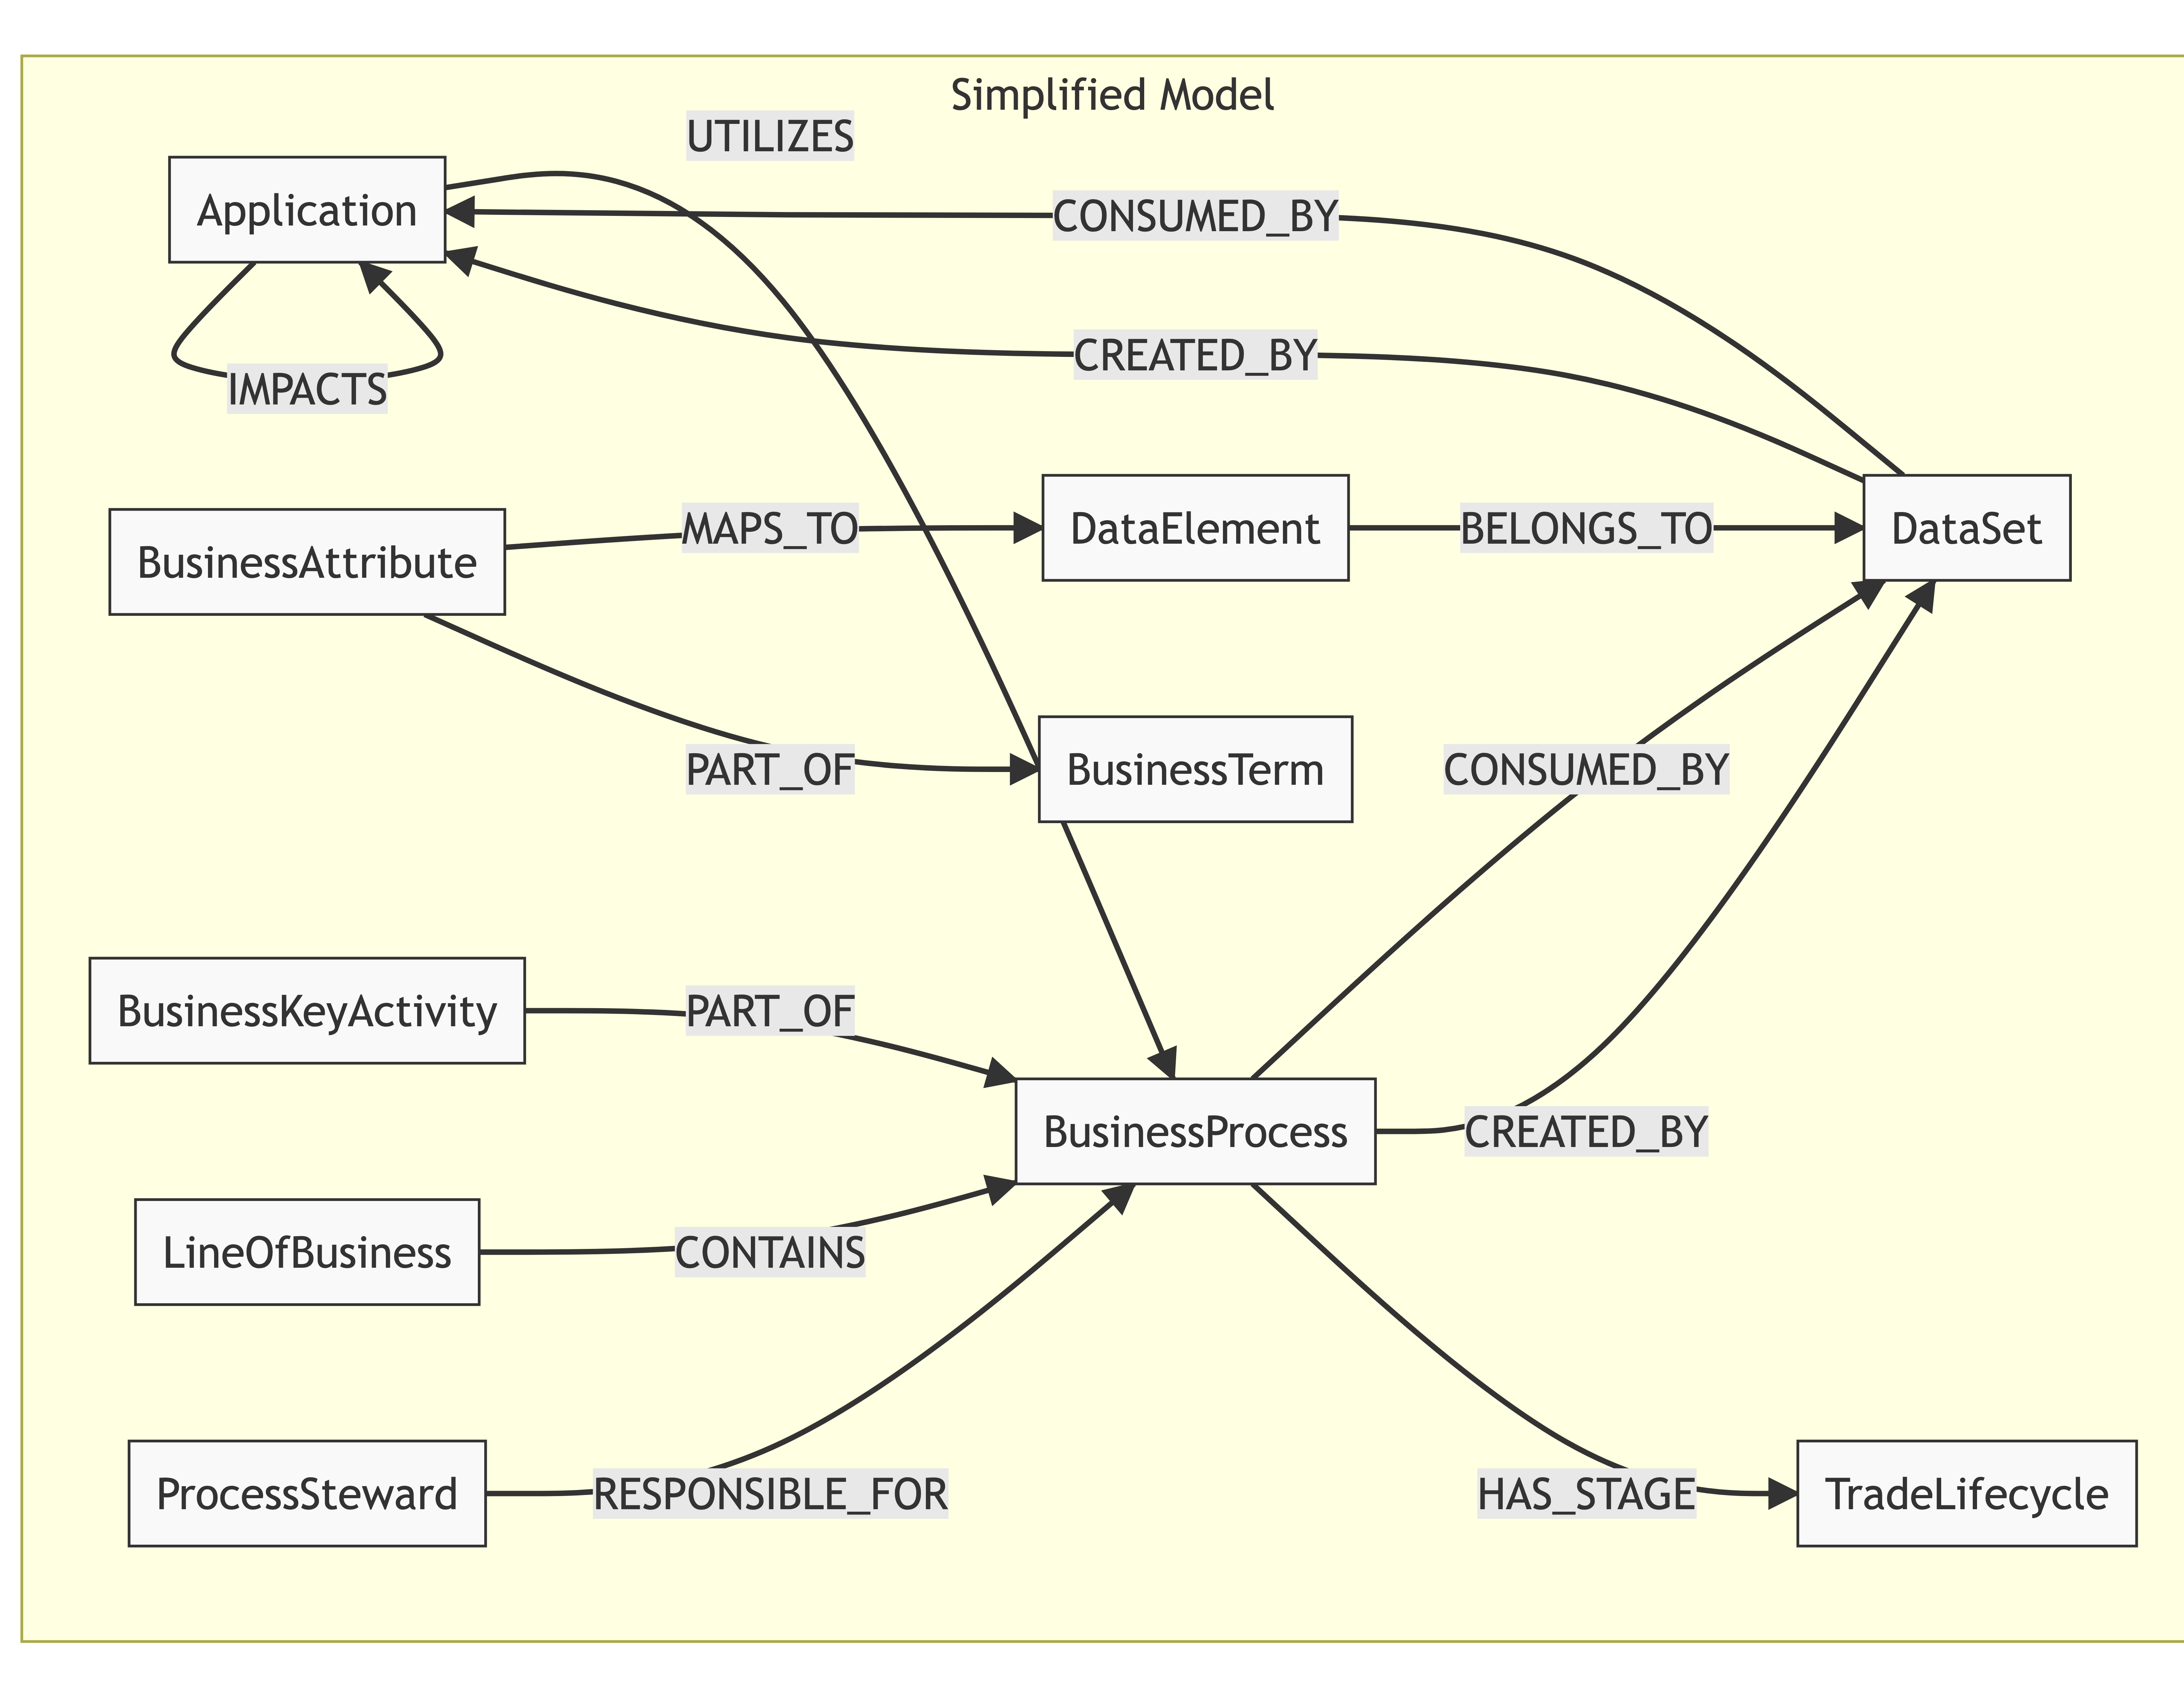 Simplified Model
UTILIZES
Application
CONSUMED_BY
CREATED_BY
IMPACTS
BusinessAttribute
MAPS_TO
DataElement
BELONGS_TO
DataSet
PART_OF
BusinessTerm
CONSUMED_BY
BusinessKeyActivity
PART_OF
BusinessProcess
CREATED_BY
LineOfBusiness
CONTAINS
ProcessSteward
RESPONSIBLE_FOR
HAS_STAGE
TradeLifecycle